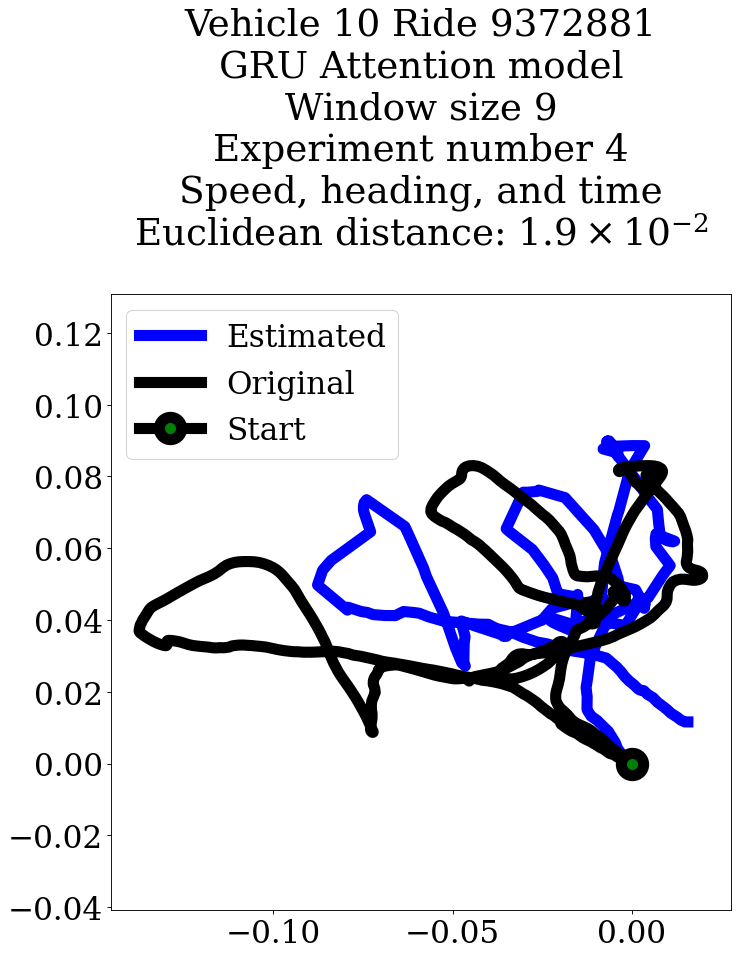 Vehicle 10 Ride 9372881
GRU Attention model
Window size 9
Experiment number 4
Speed, heading, and time
Euclidean distance: 1.9 × 10⁻²
Estimated
Original
Start
0.12
0.10
0.08
0.06
0.04
0.02
0.00
−0.02
−0.04
−0.10
−0.05
0.00